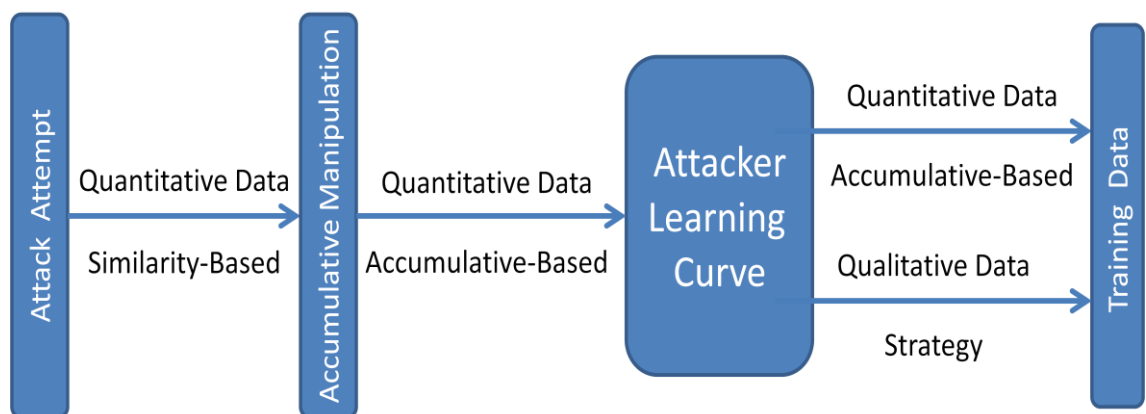 Attack Attempt
Quantitative Data
Similarity-Based
Accumulative Manipulation
Quantitative Data
Accumulative-Based
Attacker
Learning
Curve
Quantitative Data
Accumulative-Based
Qualitative Data
Strategy
Training Data